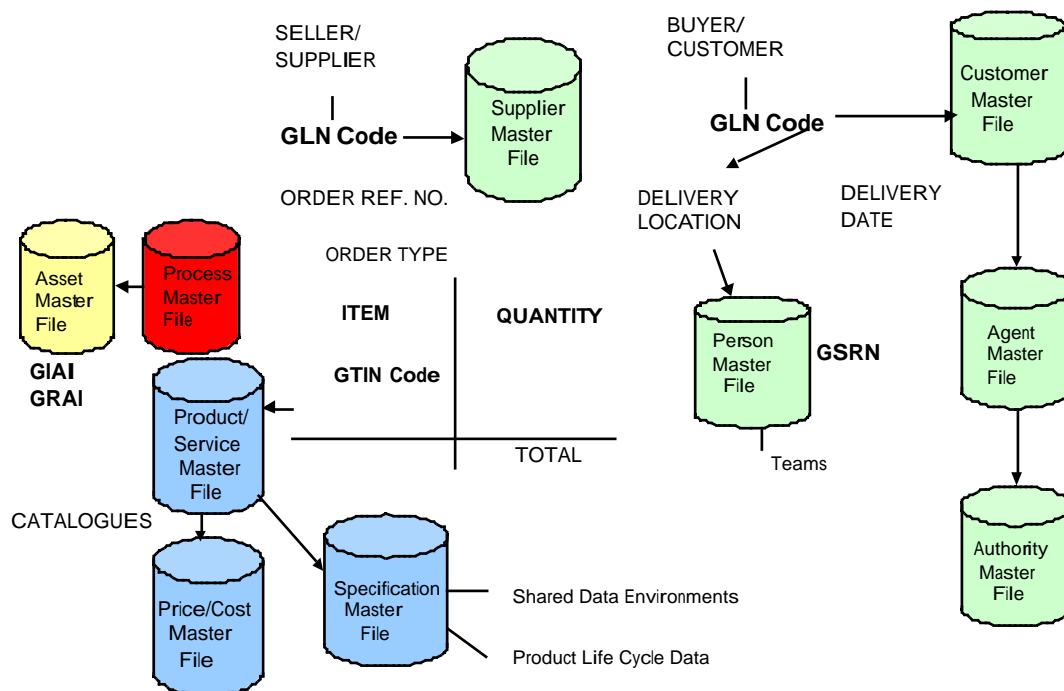 SELLER/
SUPPLIER
BUYER/
CUSTOMER
Customer
Master
File
Supplier
Master
File
GLN Code
GLN Code
ORDER REF. NO.
DELIVERY
LOCATION
DELIVERY
DATE
ORDER TYPE
Asset
Master
File
Process
Master
File
ITEM
QUANTITY
Person
Master
File
GSRN
Agent
Master
File
GIAI
GRAI
GTIN Code
Product/
Service
Master
File
TOTAL
Teams
CATALOGUES
Authority
Master
File
Price/Cost
Master
File
Specification
Master
File
Shared Data Environments
Product Life Cycle Data